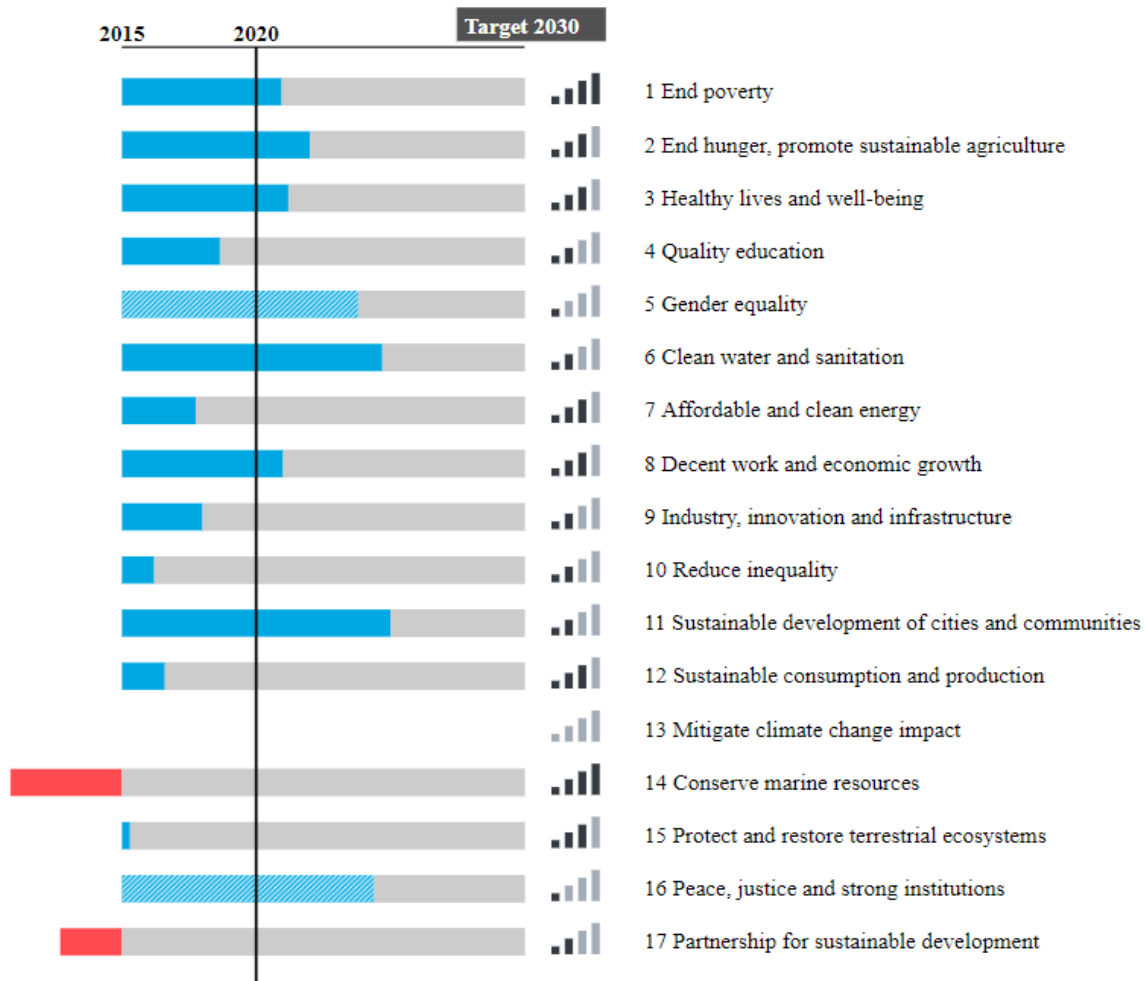 2015 2020 Target 2030
1 End poverty
2 End hunger, promote sustainable agriculture
3 Healthy lives and well-being
4 Quality education
5 Gender equality
6 Clean water and sanitation
7 Affordable and clean energy
8 Decent work and economic growth
9 Industry, innovation and infrastructure
10 Reduce inequality
11 Sustainable development of cities and communities
12 Sustainable consumption and production
13 Mitigate climate change impact
14 Conserve marine resources
15 Protect and restore terrestrial ecosystems
16 Peace, justice and strong institutions
17 Partnership for sustainable development